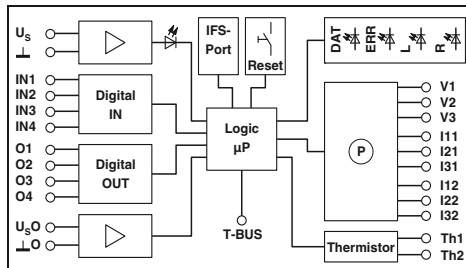 US
⊥
IFS-
Port
Reset
DAT
ERR
L
R
IN1
IN2
IN3
IN4
Digital
IN
O1
O2
O3
O4
Digital
OUT
USO
⊥O
Logic
µP
T-BUS
P
V1
V2
V3
I11
I21
I31
I12
I22
I32
Thermistor
Th1
Th2